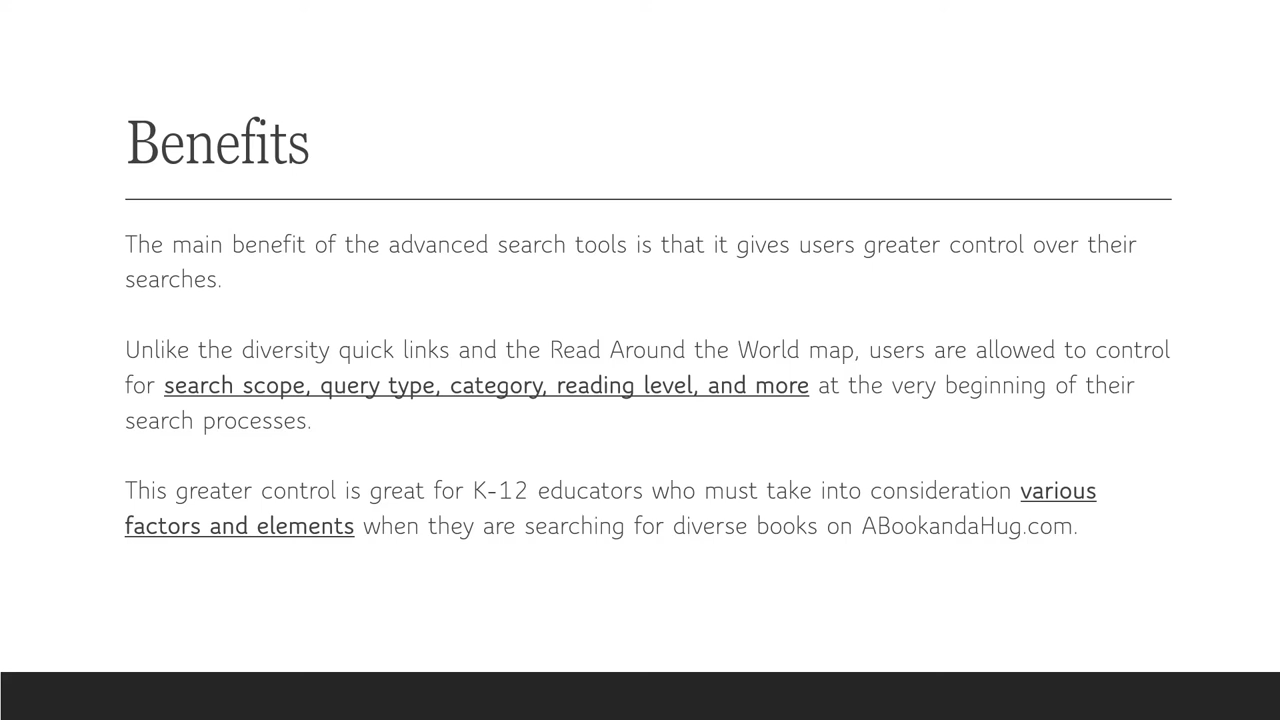 Benefits
The main benefit of the advanced search tools is that it gives users greater control over their
searches.
Unlike the diversity quick links and the Read Around the World map, users are allowed to control
for search scope, query type, category, reading level, and more at the very beginning of their
search processes.
This greater control is great for K-12 educators who must take into consideration various
factors and elements when they are searching for diverse books on ABookandaHug.com.